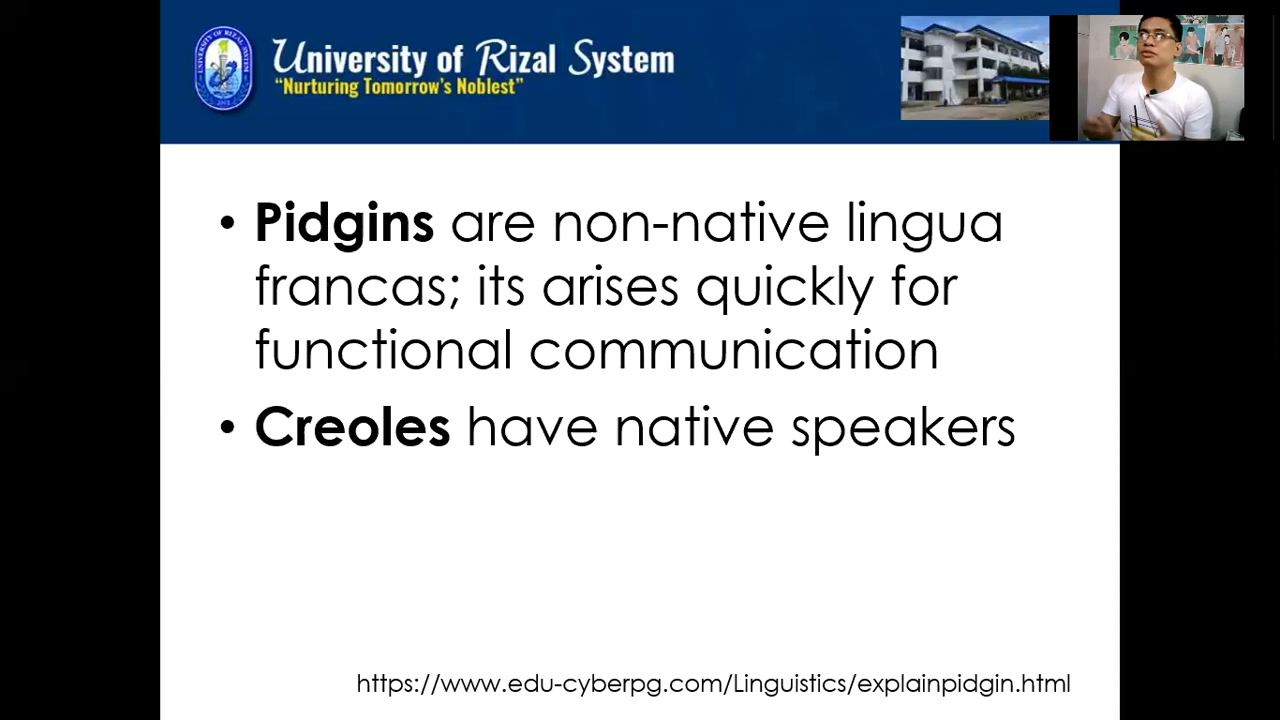 University of Rizal System
"Nurturing Tomorrow's Noblest"
• Pidgins are non-native lingua
francas; its arises quickly for
functional communication
• Creoles have native speakers
https://www.edu-cyberpg.com/Linguistics/explainpidgin.html